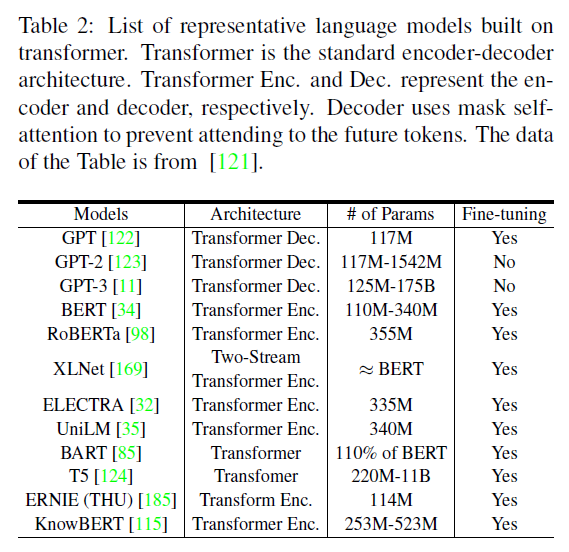 Table 2: List of representative language models built on
transformer. Transformer is the standard encoder-decoder
architecture. Transformer Enc. and Dec. represent the en-
coder and decoder, respectively. Decoder uses mask self-
attention to prevent attending to the future tokens. The data
of the Table is from [121].
Models Architecture # of Params Fine-tuning
GPT [122] Transformer Dec. 117M Yes
GPT-2 [123] Transformer Dec. 117M-1542M No
GPT-3 [11] Transformer Dec. 125M-175B No
BERT [34] Transformer Enc. 110M-340M Yes
RoBERTa [98] Transformer Enc. 355M Yes
XLNet [169] Two-Stream
Transformer Enc. ≈ BERT Yes
ELECTRA [32] Transformer Enc. 335M Yes
UniLM [35] Transformer Enc. 340M Yes
BART [85] Transformer 110% of BERT Yes
T5 [124] Transfomer 220M-11B Yes
ERNIE (THU) [185] Transform Enc. 114M Yes
KnowBERT [115] Transformer Enc. 253M-523M Yes